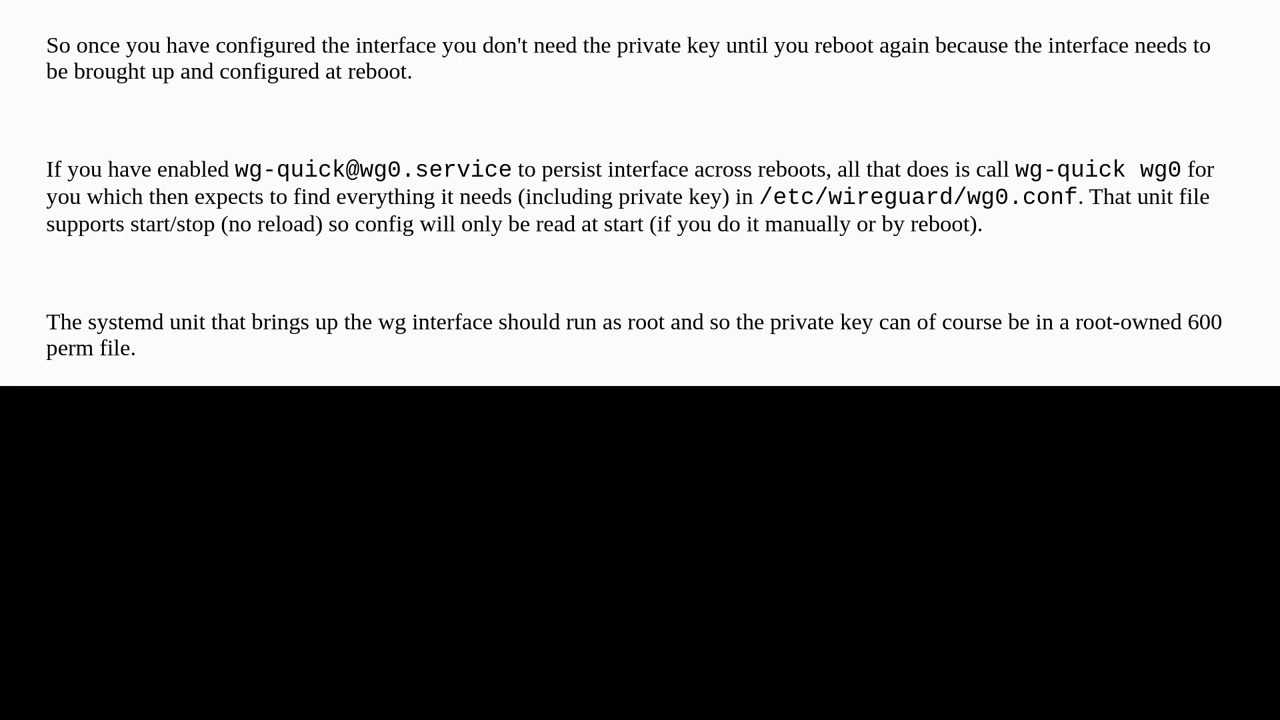 So once you have configured the interface you don't need the private key until you reboot again because the interface needs to
be brought up and configured at reboot.
If you have enabled wg-quick@wg0.service to persist interface across reboots, all that does is call wg-quick wg0 for
you which then expects to find everything it needs (including private key) in /etc/wireguard/wg0.conf. That unit file
supports start/stop (no reload) so config will only be read at start (if you do it manually or by reboot).
The systemd unit that brings up the wg interface should run as root and so the private key can of course be in a root-owned 600
perm file.